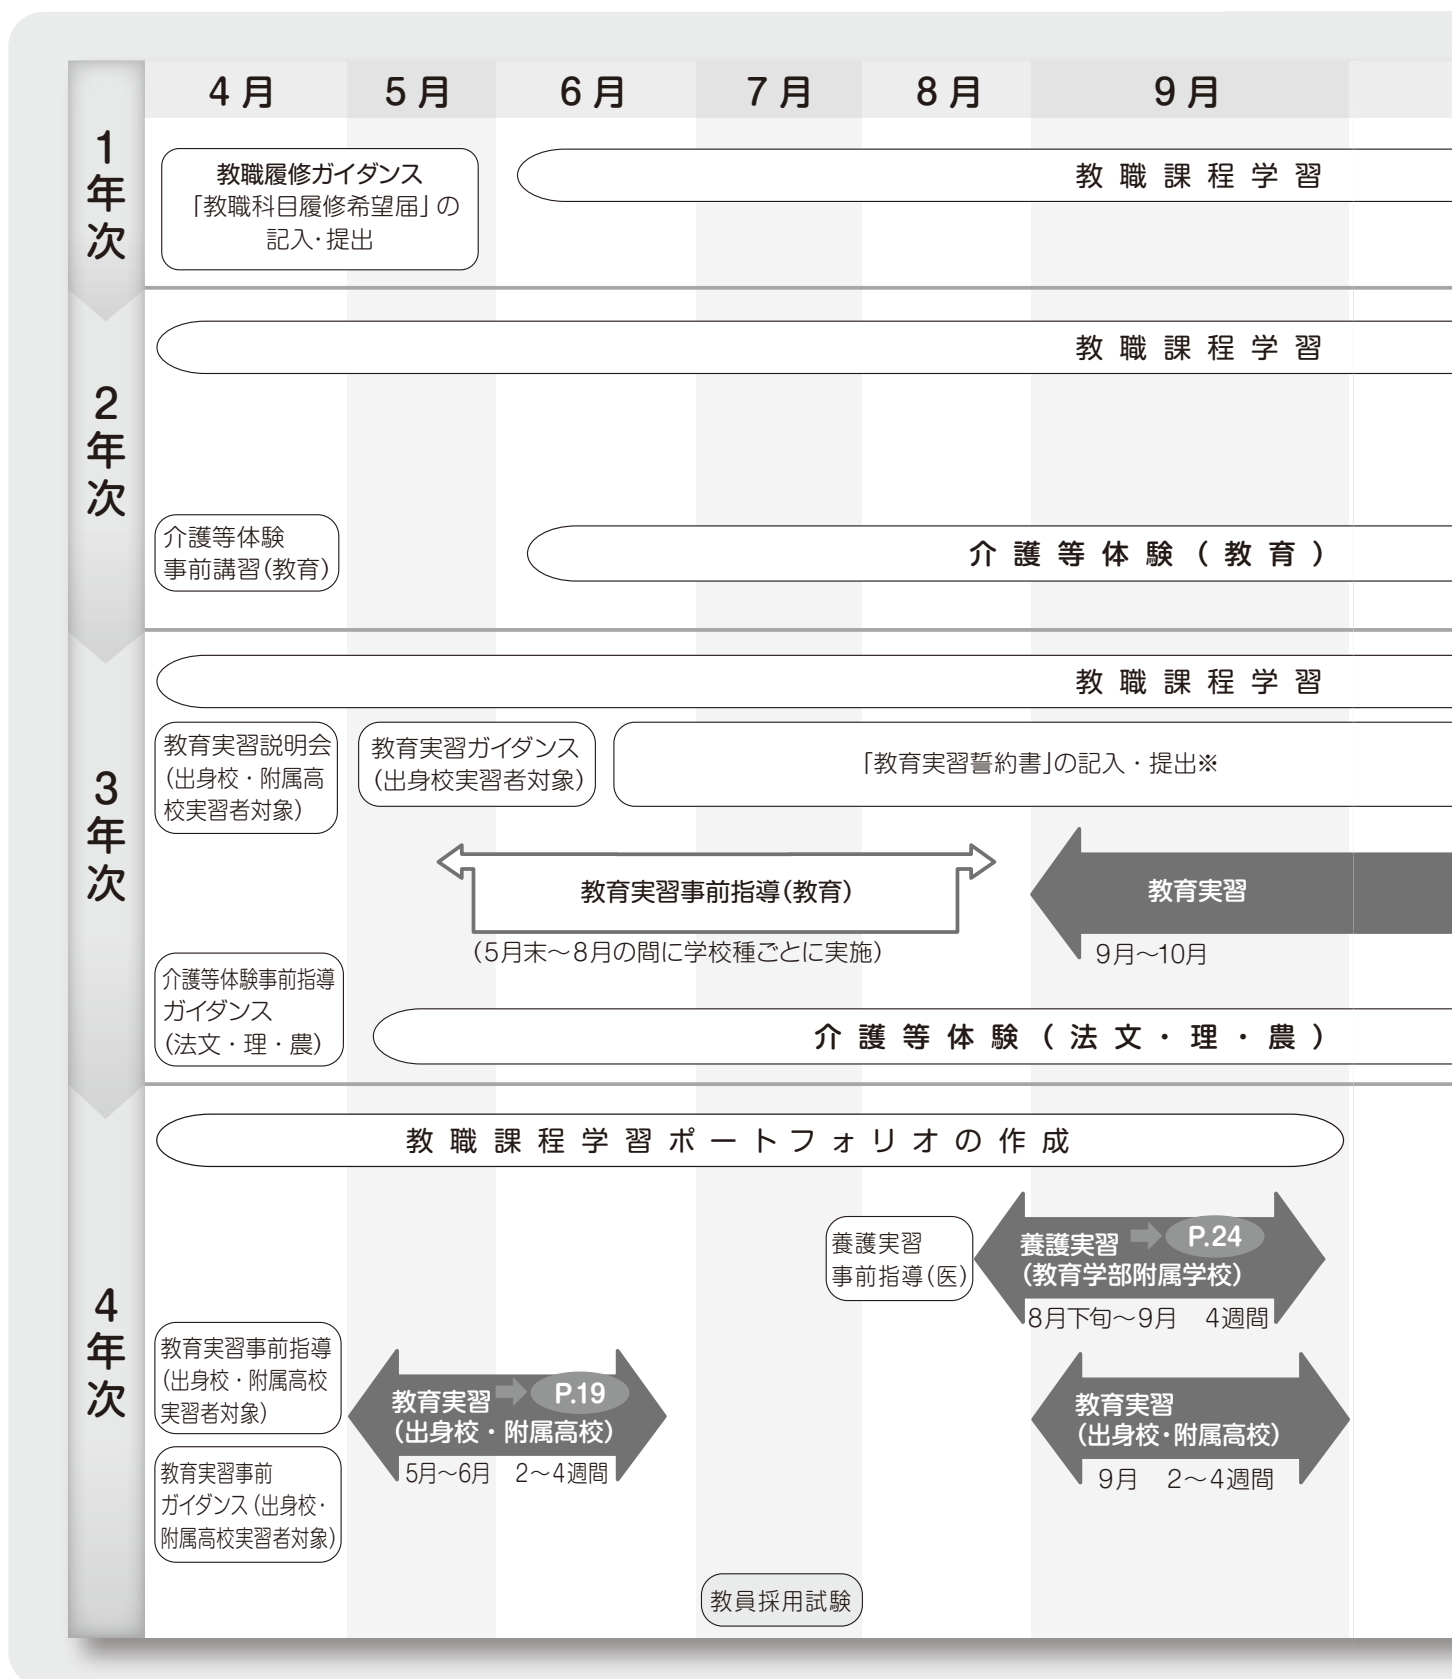 4月 5月 6月 7月 8月 9月
1年次
教職履修ガイダンス
「教職科目履修希望届」の
記入・提出
教職課程学習
2年次
教職課程学習
介護等体験
事前講習(教育)
介護等体験(教育)
3年次
教職課程学習
教育実習説明会
(出身校・附属高
校実習者対象)
教育実習ガイダンス
(出身校実習者対象)
「教育実習誓約書」の記入・提出※
教育実習事前指導(教育)
(5月末～8月の間に学校種ごとに実施)
教育実習
9月～10月
介護等体験事前指導
ガイダンス
(法文・理・農)
介護等体験(法文・理・農)
4年次
教職課程学習ポートフォリオの作成
養護実習
事前指導(医)
養護実習 P.24
(教育学部附属学校)
8月下旬～9月 4週間
教育実習事前指導
(出身校・附属高校
実習者対象)
教育実習 P.19
(出身校・附属高校)
5月～6月 2～4週間
教育実習
(出身校・附属高校)
9月 2～4週間
教育実習事前
ガイダンス(出身校・
附属高校実習者対象)
教員採用試験